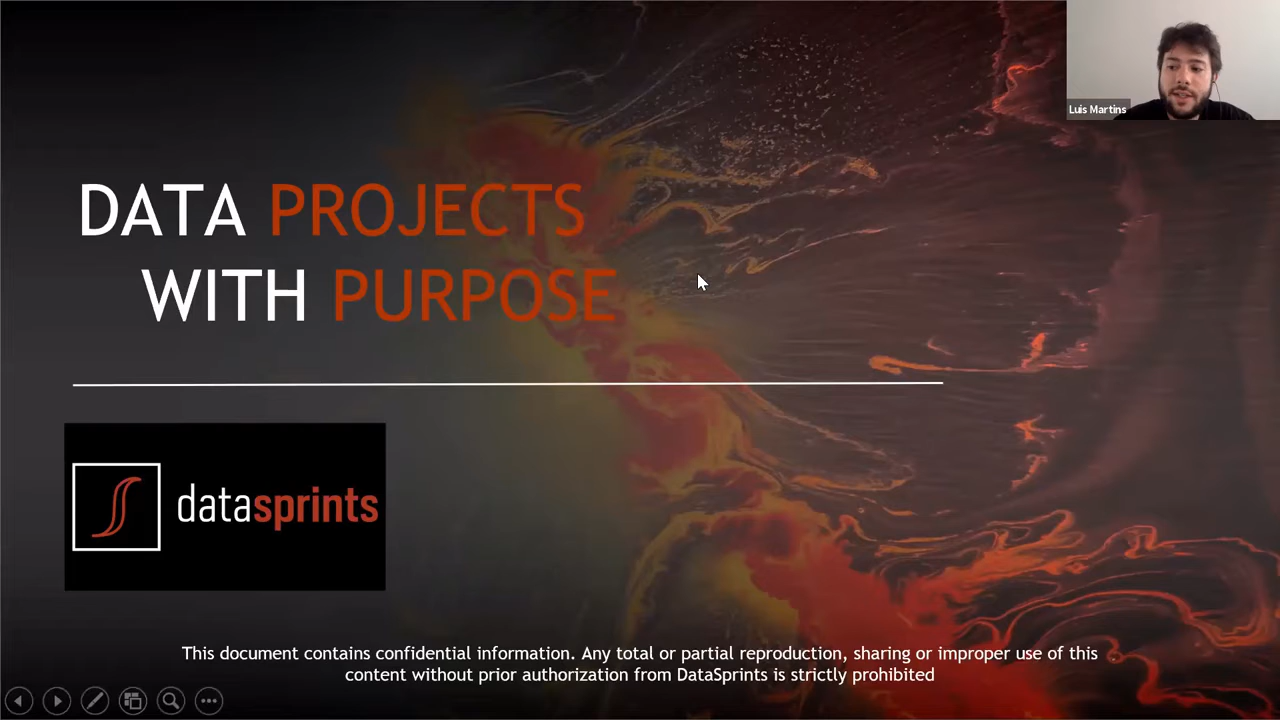 Luis Martins
DATA PROJECTS
WITH PURPOSE
datasprints
This document contains confidential information. Any total or partial reproduction, sharing or improper use of this
content without prior authorization from DataSprints is strictly prohibited